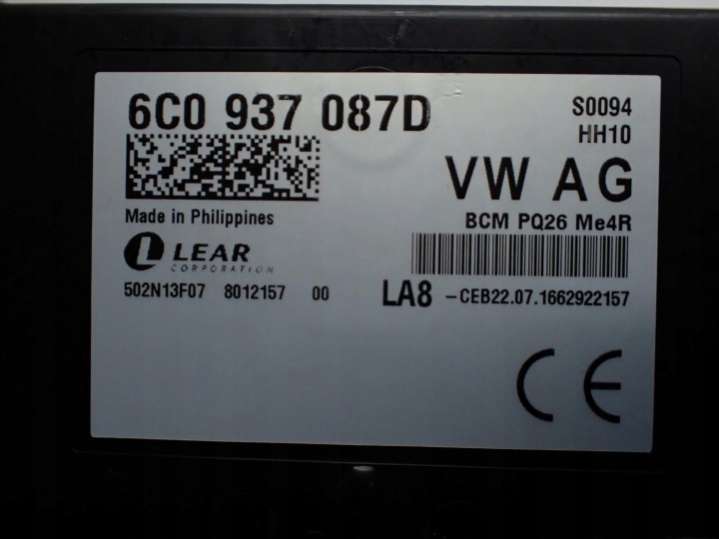 6C0 937 087D
S0094
HH10
VW AG
Made in Philippines
BCM PQ26 Me4R
LEAR
CORPORATION
502N13F07 8012157 00
LA8 -CEB22.07.1662922157
CE